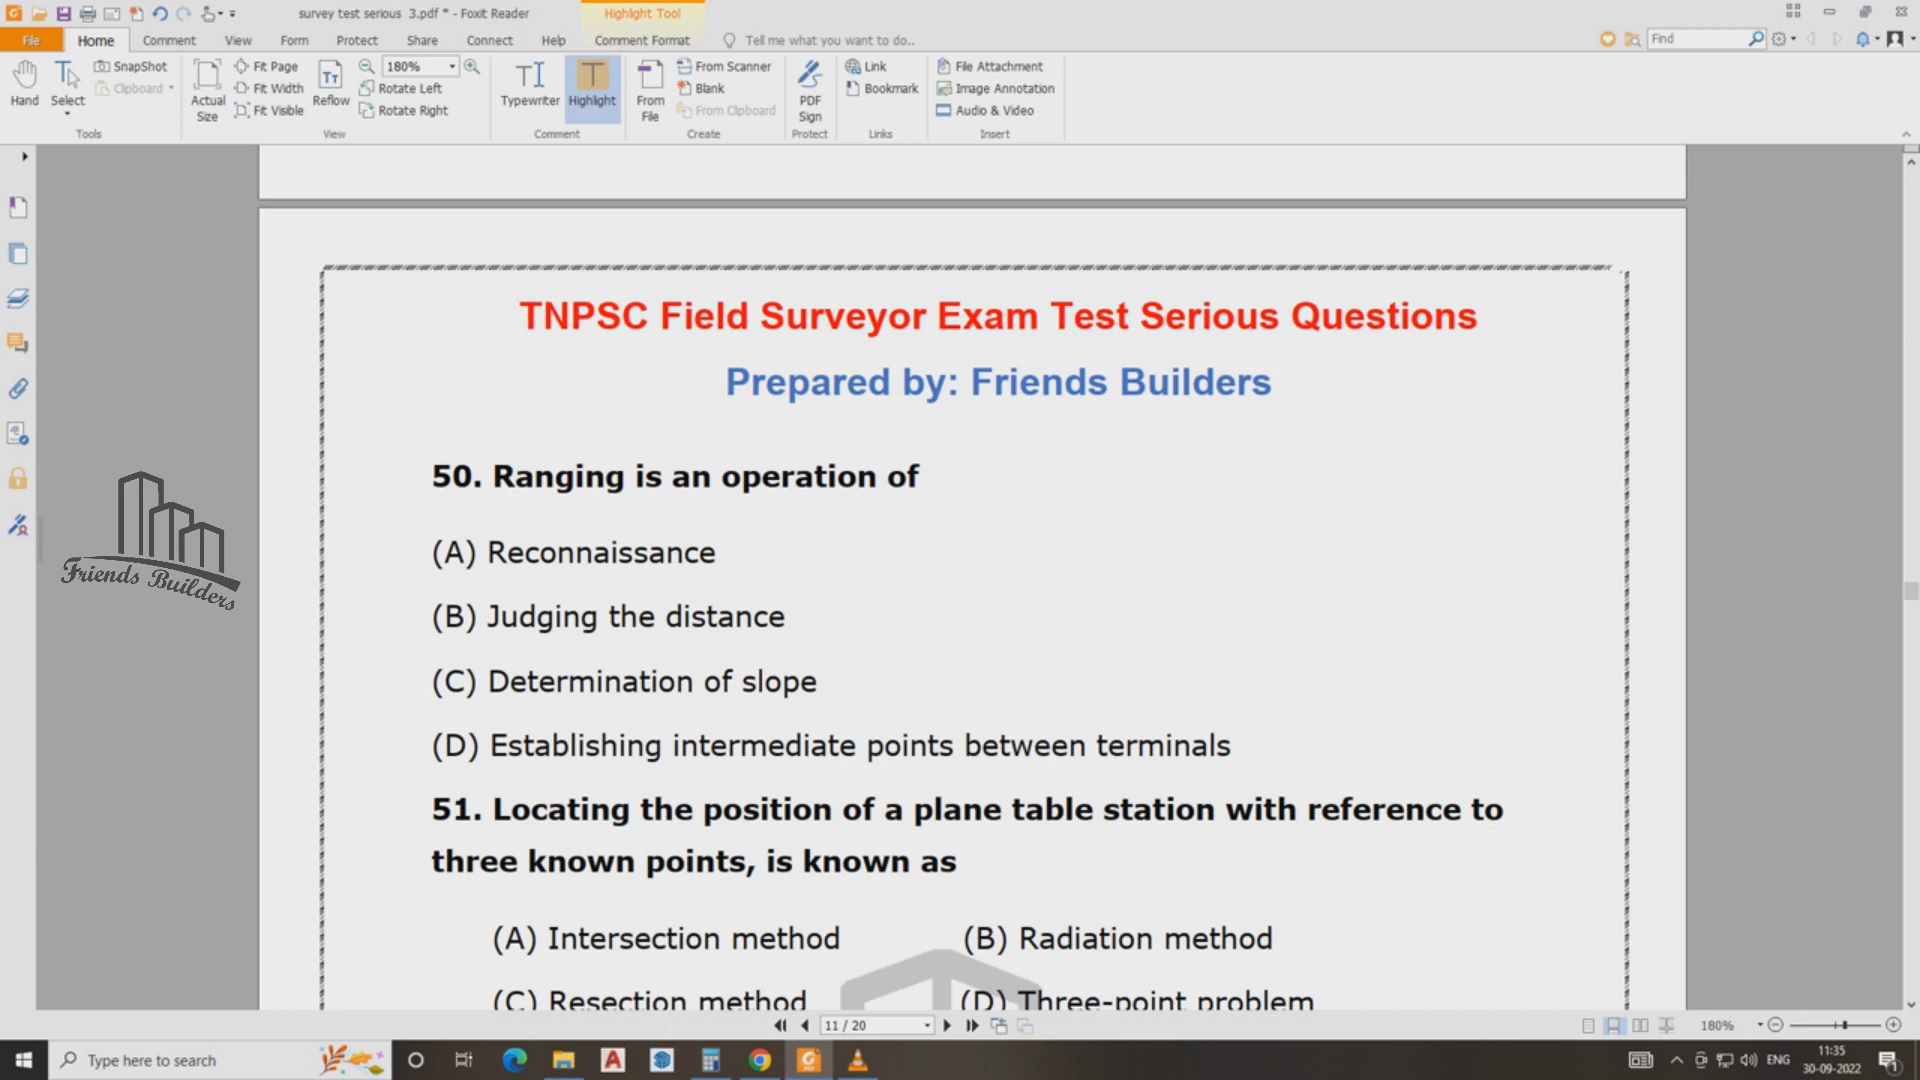 survey test serious 3.pdf * - Foxit Reader
Highlight Tool
File Home Comment View Form Protect Share Connect Help Comment Format Tell me what you want to do.. Find
Hand
Select
SnapShot
Clipboard
Tools
Actual Size
Fit Page
Fit Width
Fit Visible
Reflow
180%
Rotate Left
Rotate Right
View
Typewriter
Highlight
Comment
From File
From Scanner
Blank
From Clipboard
Create
PDF Sign
Protect
Link
Bookmark
Links
File Attachment
Image Annotation
Audio & Video
Insert
TNPSC Field Surveyor Exam Test Serious Questions
Prepared by: Friends Builders
50. Ranging is an operation of
(A) Reconnaissance
(B) Judging the distance
(C) Determination of slope
(D) Establishing intermediate points between terminals
51. Locating the position of a plane table station with reference to
three known points, is known as
(A) Intersection method (B) Radiation method
(C) Resection method (D) Three-point problem
Friends Builders
11 / 20
180%
Type here to search
ENG
11:35
30-09-2022